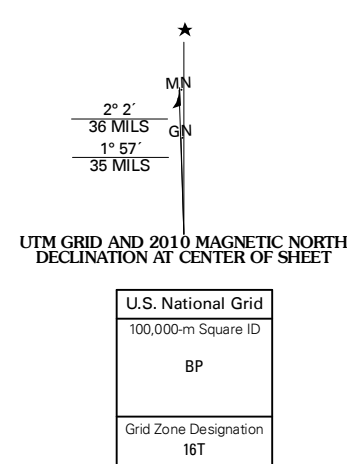 MN
2° 2´
36 MILS
GN
1° 57´
35 MILS
UTM GRID AND 2010 MAGNETIC NORTH
DECLINATION AT CENTER OF SHEET
U.S. National Grid
100,000-m Square ID
BP
Grid Zone Designation
16T